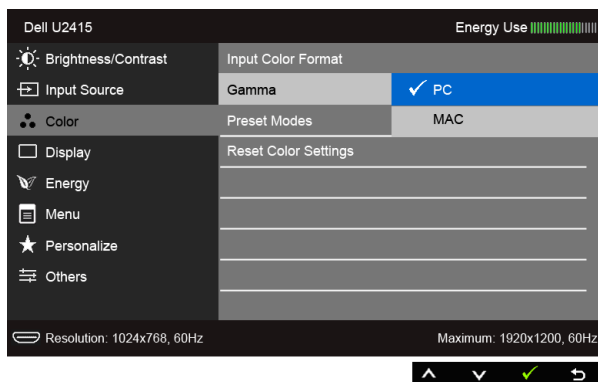 Dell U2415 Energy Use
Brightness/Contrast Input Color Format
Input Source Gamma PC
Color Preset Modes MAC
Display Reset Color Settings
Energy
Menu
Personalize
Others
Resolution: 1024x768, 60Hz Maximum: 1920x1200, 60Hz